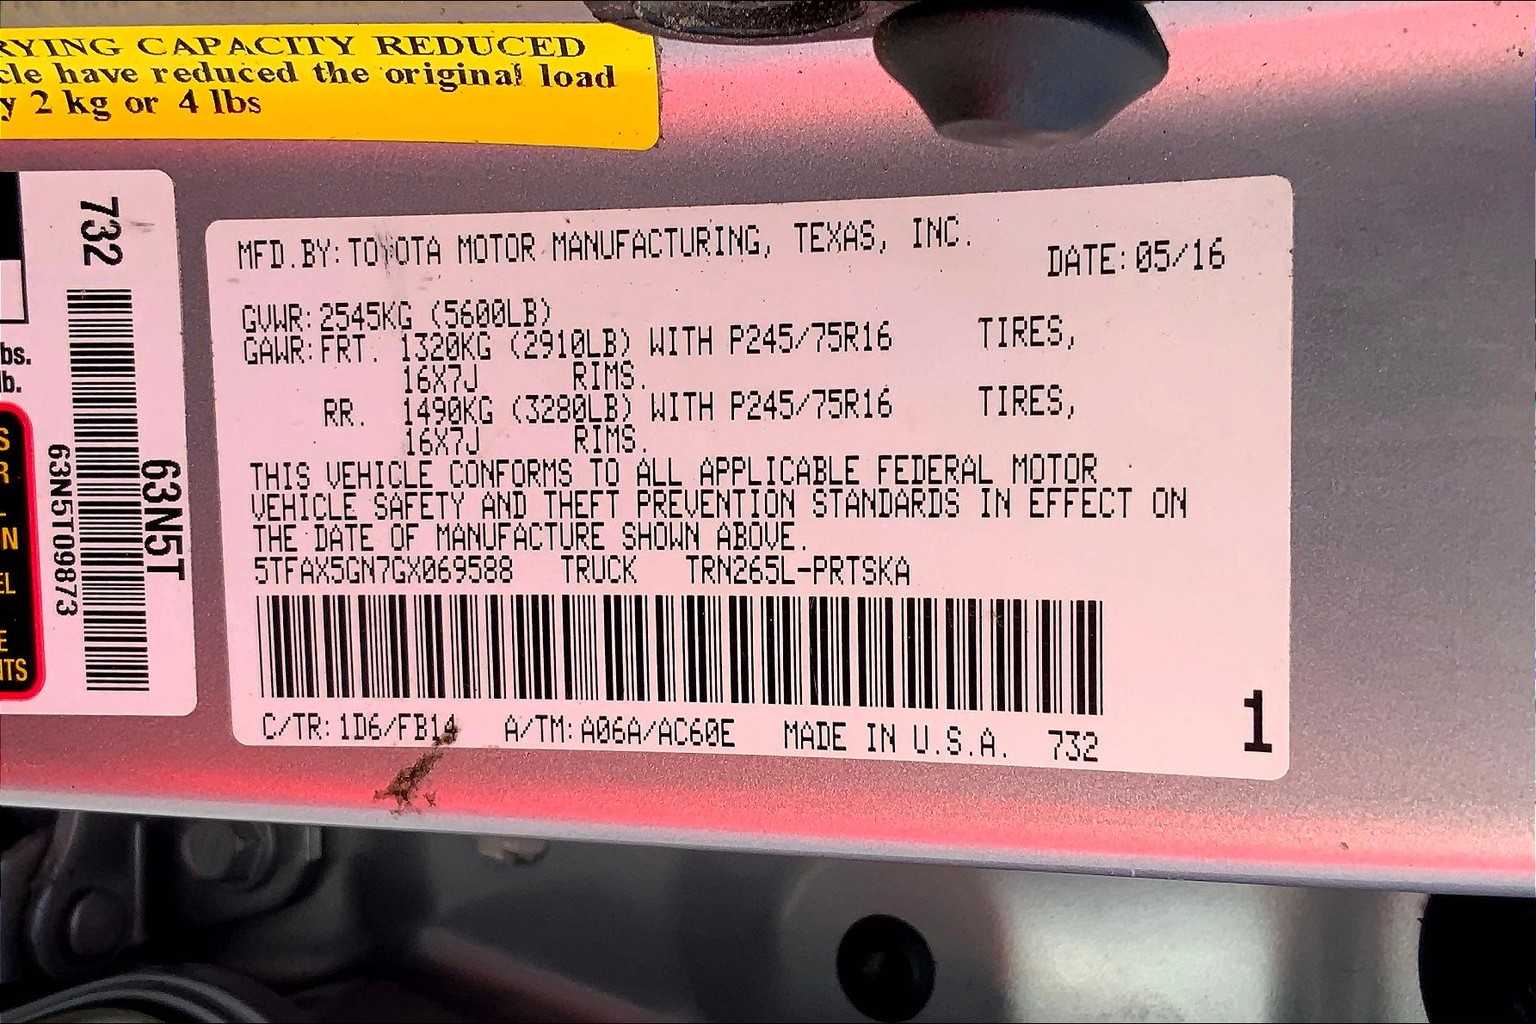 RYING CAPACITY REDUCED
cle have reduced the original load
y 2 kg or 4 lbs
732
63N5T
63N5T09873
bs.
lb.
S
R
L
N
EL
E
NTS
MFD.BY:TOYOTA MOTOR MANUFACTURING, TEXAS, INC.
DATE:05/16
GVWR:2545KG (5600LB)
GAWR:FRT. 1320KG (2910LB) WITH P245/75R16 TIRES,
16X7J RIMS.
RR. 1490KG (3280LB) WITH P245/75R16 TIRES,
16X7J RIMS.
THIS VEHICLE CONFORMS TO ALL APPLICABLE FEDERAL MOTOR
VEHICLE SAFETY AND THEFT PREVENTION STANDARDS IN EFFECT ON
THE DATE OF MANUFACTURE SHOWN ABOVE.
5TFAX5GN7GX069588 TRUCK TRN265L-PRTSKA
C/TR:1D6/FB14 A/TM:A06A/AC60E MADE IN U.S.A. 732
1